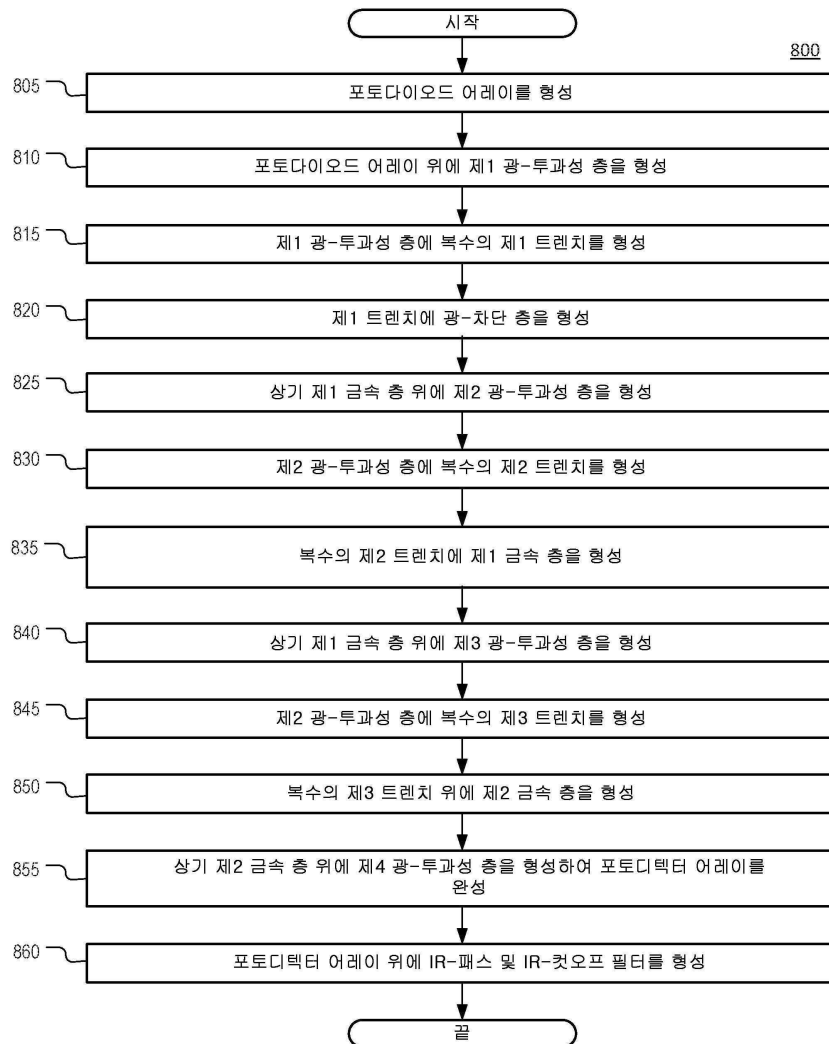 시작
800
805
포토다이오드 어레이를 형성
810
포토다이오드 어레이 위에 제1 광-투과성 층을 형성
815
제1 광-투과성 층에 복수의 제1 트렌치를 형성
820
제1 트렌치에 광-차단 층을 형성
825
상기 제1 금속 층 위에 제2 광-투과성 층을 형성
830
제2 광-투과성 층에 복수의 제2 트렌치를 형성
835
복수의 제2 트렌치에 제1 금속 층을 형성
840
상기 제1 금속 층 위에 제3 광-투과성 층을 형성
845
제2 광-투과성 층에 복수의 제3 트렌치를 형성
850
복수의 제3 트렌치 위에 제2 금속 층을 형성
855
상기 제2 금속 층 위에 제4 광-투과성 층을 형성하여 포토디텍터 어레이를
완성
860
포토디텍터 어레이 위에 IR-패스 및 IR-컷오프 필터를 형성
끝